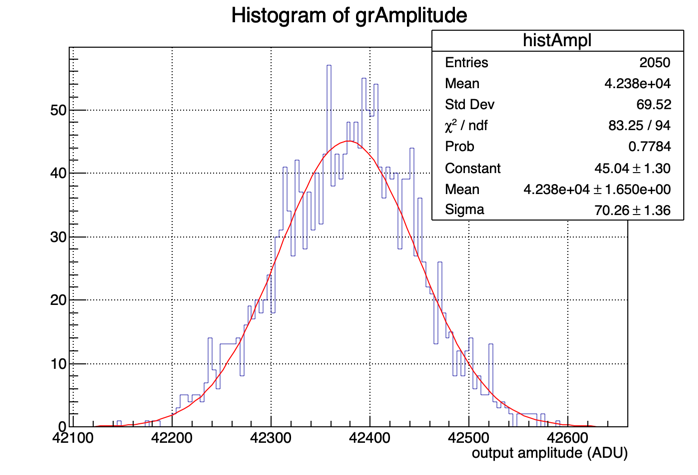 Histogram of grAmplitude
histAmpl
Entries 2050
Mean 4.238e+04
Std Dev 69.52
χ² / ndf 83.25 / 94
Prob 0.7784
Constant 45.04 ± 1.30
Mean 4.238e+04 ± 1.650e+00
Sigma 70.26 ± 1.36
50
40
30
20
10
0
42100 42200 42300 42400 42500 42600
output amplitude (ADU)